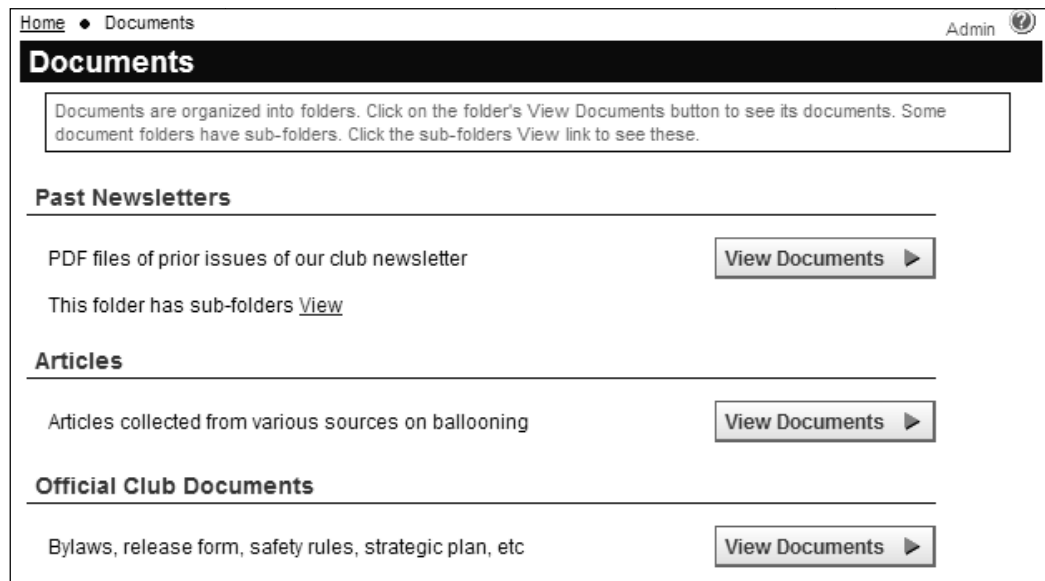 Home ● Documents
Admin ?
Documents
Documents are organized into folders. Click on the folder's View Documents button to see its documents. Some
document folders have sub-folders. Click the sub-folders View link to see these.
Past Newsletters
PDF files of prior issues of our club newsletter
View Documents ▶
This folder has sub-folders View
Articles
Articles collected from various sources on ballooning
View Documents ▶
Official Club Documents
Bylaws, release form, safety rules, strategic plan, etc
View Documents ▶